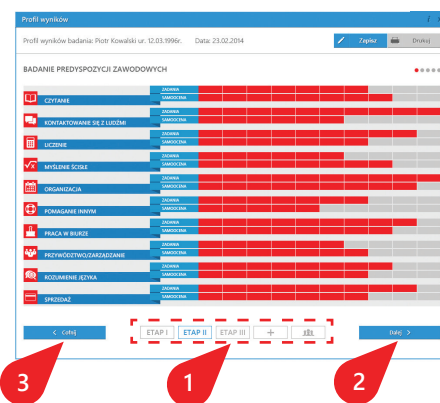 Profil wyników
Profil wyników badania: Piotr Kowalski ur. 12.03.1996r. Data: 23.02.2014 Zapisz Drukuj
BADANIE PREDYSPOZYCJI ZAWODOWYCH
CZYTANIE ZADANIA
SAMOOCENA
KONTAKTOWANIE SIĘ Z LUDŹMI ZADANIA
SAMOOCENA
LICZENIE ZADANIA
SAMOOCENA
MYŚLENIE ŚCISŁE ZADANIA
SAMOOCENA
ORGANIZACJA ZADANIA
SAMOOCENA
POMAGANIE INNYM ZADANIA
SAMOOCENA
PRACA W BIURZE ZADANIA
SAMOOCENA
PRZYWÓDZTWO/ZARZĄDZANIE ZADANIA
SAMOOCENA
ROZUMIENIE JĘZYKA ZADANIA
SAMOOCENA
SPRZEDAŻ ZADANIA
SAMOOCENA
< Cofnij ETAP I ETAP II ETAP III + Dalej >
3 1 2